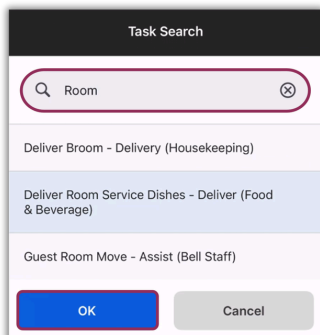 Task Search
Room
Deliver Broom - Delivery (Housekeeping)
Deliver Room Service Dishes - Deliver (Food
& Beverage)
Guest Room Move - Assist (Bell Staff)
OK
Cancel